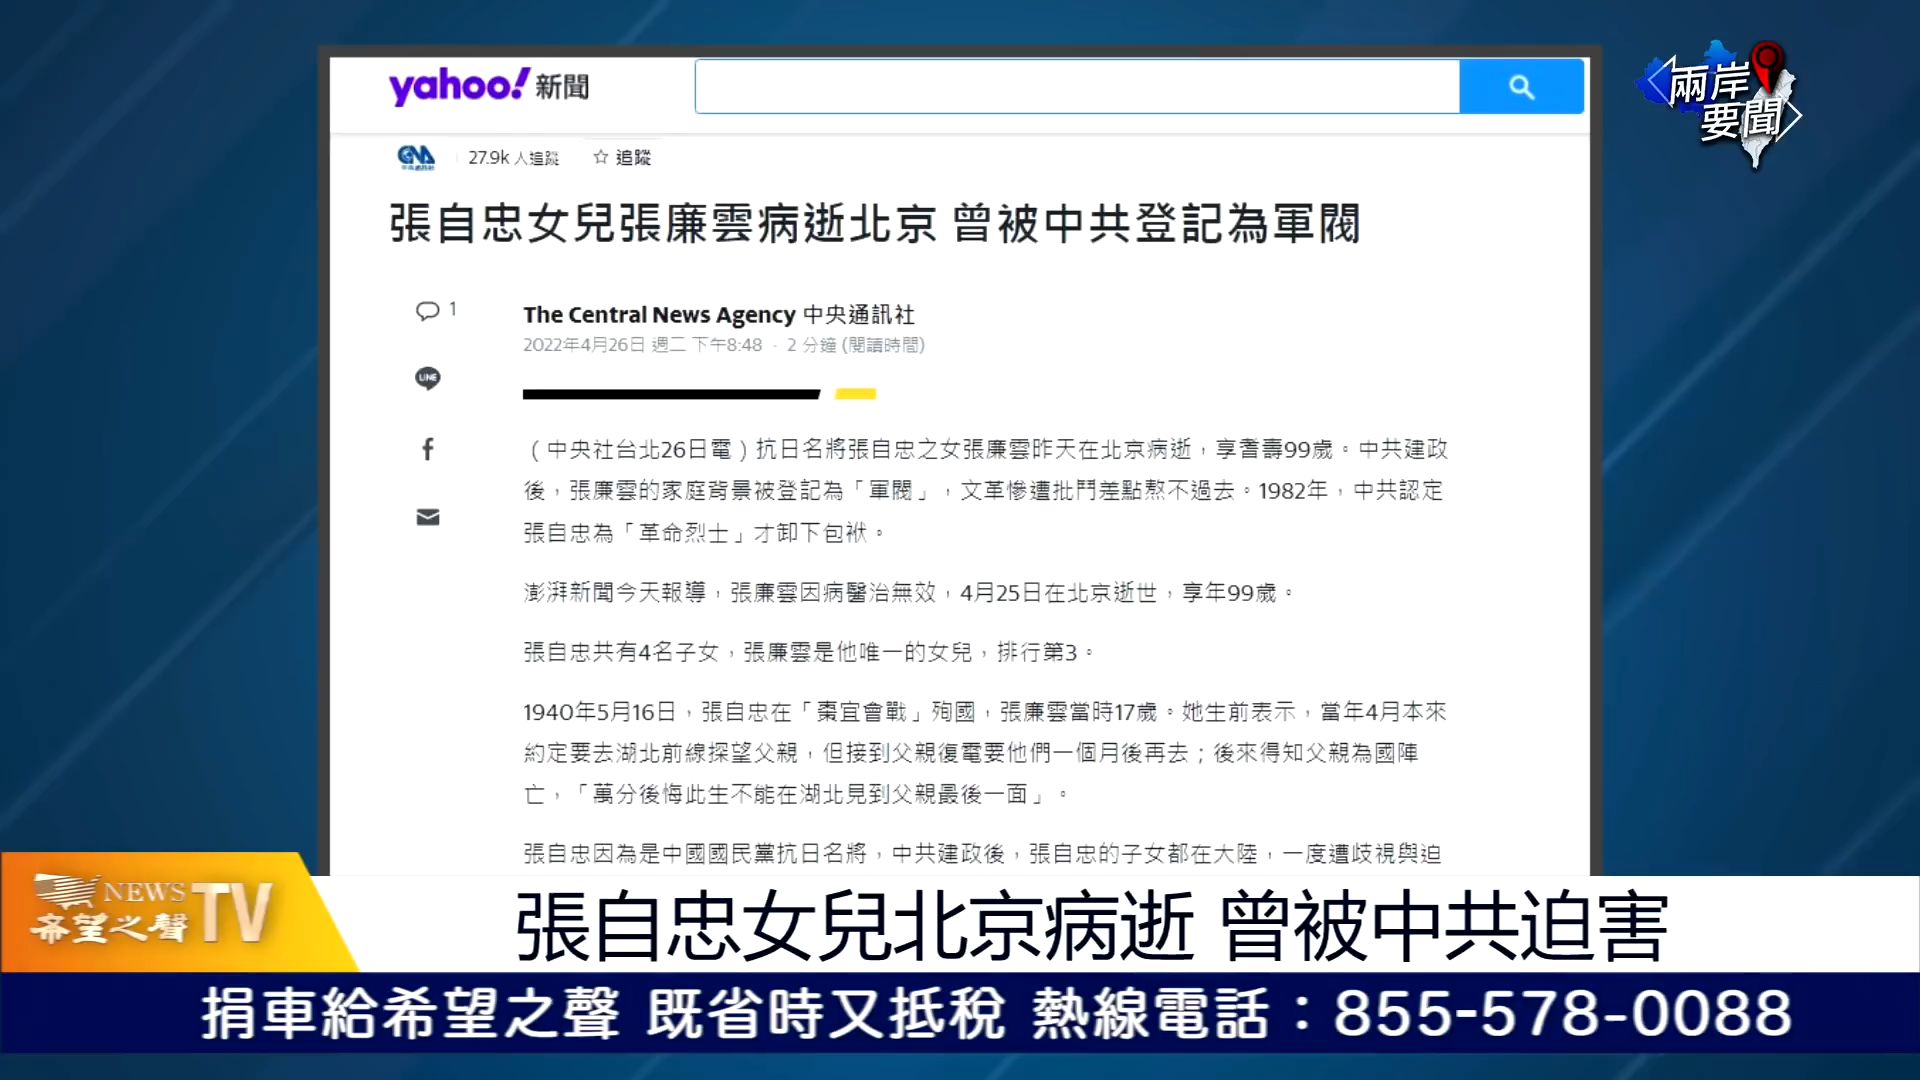 yahoo! 新聞
兩岸
要聞
CNA
27.9k 人追蹤 ☆ 追蹤
張自忠女兒張廉雲病逝北京 曾被中共登記為軍閥
1
The Central News Agency 中央通訊社
2022年4月26日 週二 下午8:48 · 2 分鐘 (閱讀時間)
LINE
（中央社台北26日電）抗日名將張自忠之女張廉雲昨天在北京病逝，享耆壽99歲。中共建政
後，張廉雲的家庭背景被登記為「軍閥」，文革慘遭批鬥差點熬不過去。1982年，中共認定
張自忠為「革命烈士」才卸下包袱。
澎湃新聞今天報導，張廉雲因病醫治無效，4月25日在北京逝世，享年99歲。
張自忠共有4名子女，張廉雲是他唯一的女兒，排行第3。
1940年5月16日，張自忠在「棗宜會戰」殉國，張廉雲當時17歲。她生前表示，當年4月本來
約定要去湖北前線探望父親，但接到父親復電要他們一個月後再去；後來得知父親為國陣
亡，「萬分後悔此生不能在湖北見到父親最後一面」。
張自忠因為是中國國民黨抗日名將，中共建政後，張自忠的子女都在大陸，一度遭歧視與迫
NEWS
希望之聲 TV
張自忠女兒北京病逝 曾被中共迫害
捐車給希望之聲 既省時又抵稅 熱線電話：855-578-0088